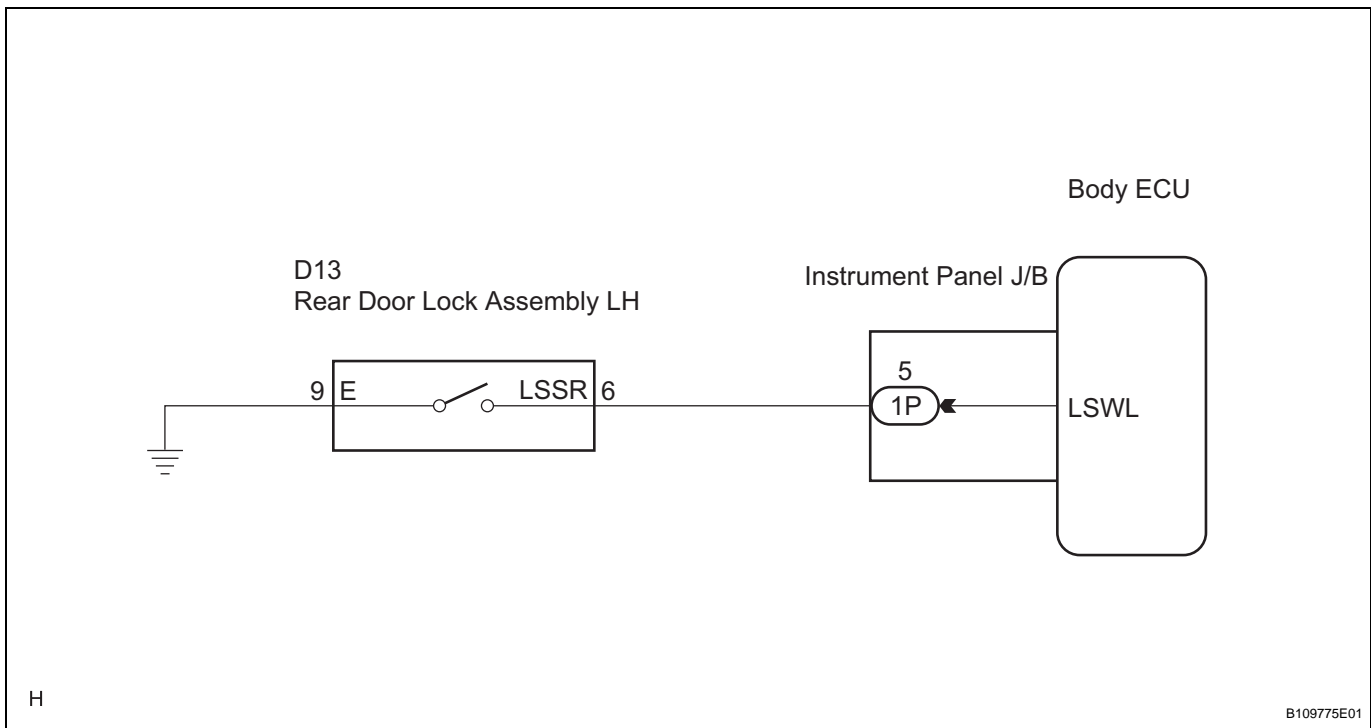 Body ECU
D13
Rear Door Lock Assembly LH
Instrument Panel J/B
9 E LSSR 6
5
1P
LSWL
H
B109775E01